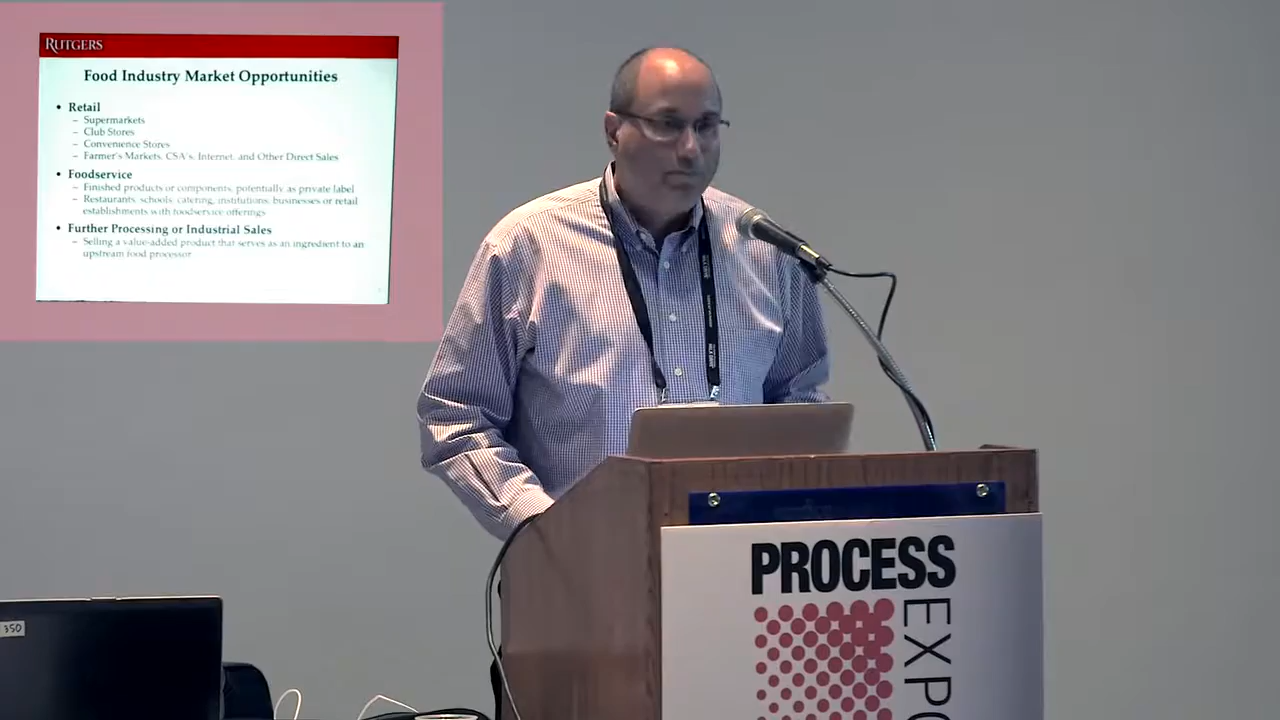 RUTGERS
Food Industry Market Opportunities
• Retail
– Supermarkets
– Club Stores
– Convenience Stores
– Farmer's Markets, CSA's, Internet, and Other Direct Sales
• Foodservice
– Finished products or components, potentially as private label
– Restaurants, schools, catering, institutions, businesses or retail
establishments with foodservice offerings
• Further Processing or Industrial Sales
– Selling a value-added product that serves as an ingredient to an
upstream food processor
350
PROCESS
EXPO